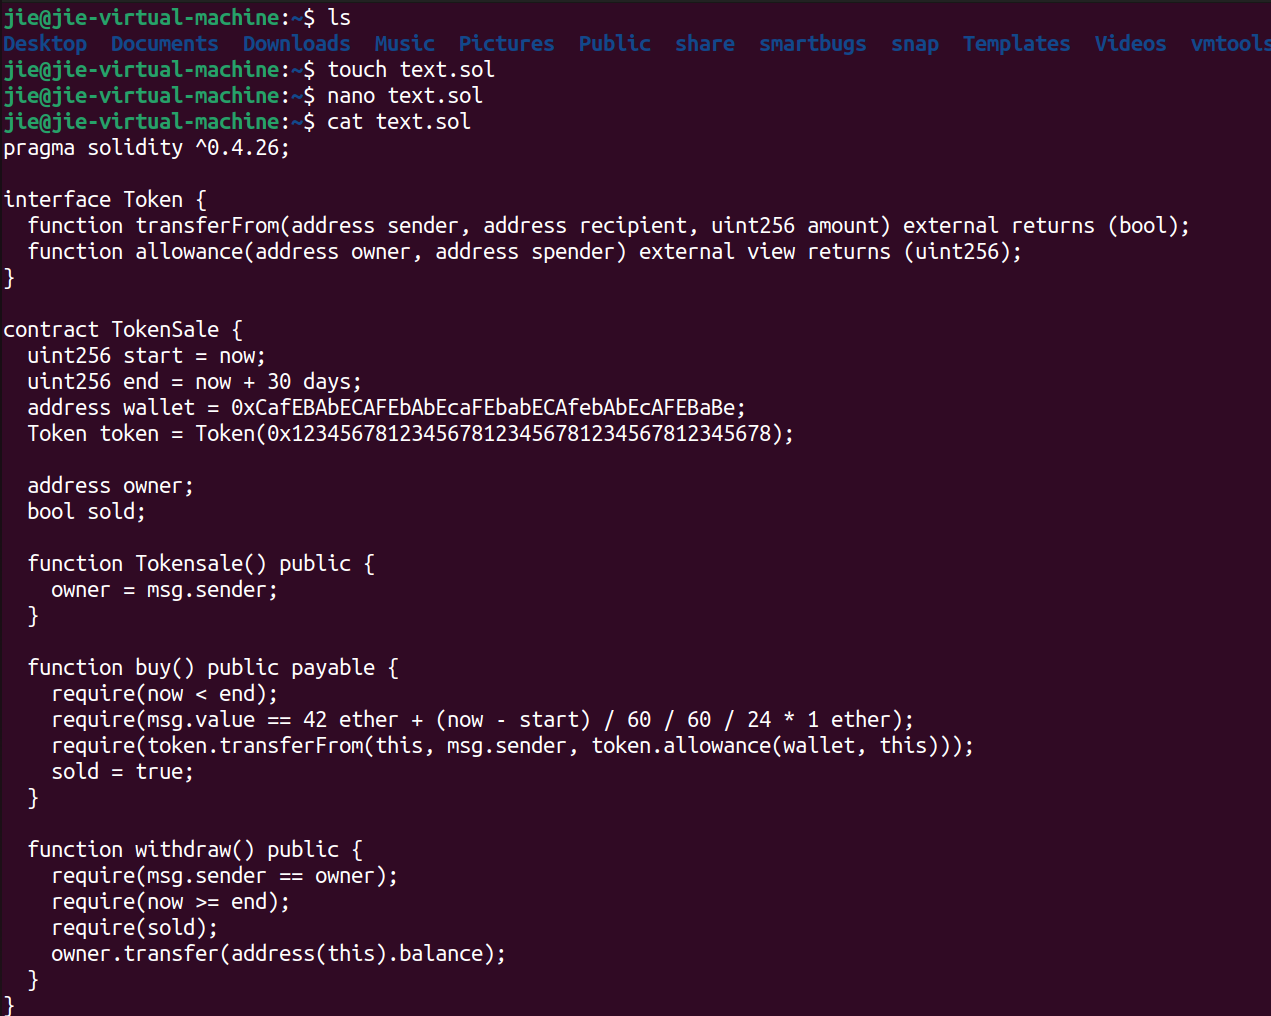 jie@jie-virtual-machine:~$ ls
Desktop  Documents  Downloads  Music  Pictures  Public  share  smartbugs  snap  Templates  Videos  vmtools
jie@jie-virtual-machine:~$ touch text.sol
jie@jie-virtual-machine:~$ nano text.sol
jie@jie-virtual-machine:~$ cat text.sol
pragma solidity ^0.4.26;

interface Token {
  function transferFrom(address sender, address recipient, uint256 amount) external returns (bool);
  function allowance(address owner, address spender) external view returns (uint256);
}

contract TokenSale {
  uint256 start = now;
  uint256 end = now + 30 days;
  address wallet = 0xCafEBAbECAFEbAbEcaFEbabECAfebAbEcAFEBaBe;
  Token token = Token(0x1234567812345678123456781234567812345678);

  address owner;
  bool sold;

  function Tokensale() public {
    owner = msg.sender;
  }

  function buy() public payable {
    require(now < end);
    require(msg.value == 42 ether + (now - start) / 60 / 60 / 24 * 1 ether);
    require(token.transferFrom(this, msg.sender, token.allowance(wallet, this)));
    sold = true;
  }

  function withdraw() public {
    require(msg.sender == owner);
    require(now >= end);
    require(sold);
    owner.transfer(address(this).balance);
  }
}